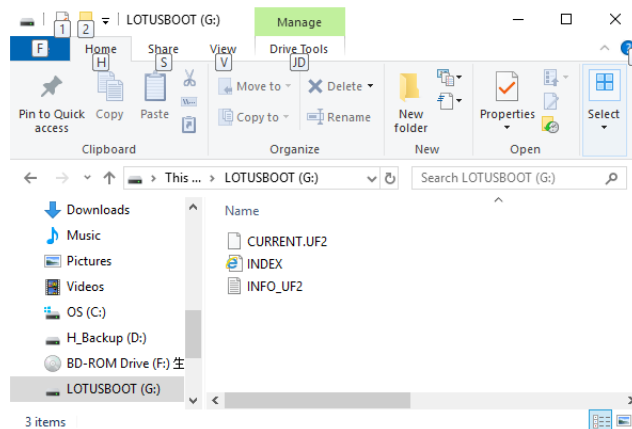 LOTUSBOOT (G:) Manage
1 2
F Home Share View Drive Tools
H S V JD
Pin to Quick access
Copy
Paste
Clipboard
Move to
Copy to
Delete
Rename
Organize
New folder
New
Properties
Open
Select
This ... > LOTUSBOOT (G:)
Search LOTUSBOOT (G:)
Downloads
Music
Pictures
Videos
OS (C:)
H_Backup (D:)
BD-ROM Drive (F:) 生
LOTUSBOOT (G:)
Name
CURRENT.UF2
INDEX
INFO_UF2
3 items